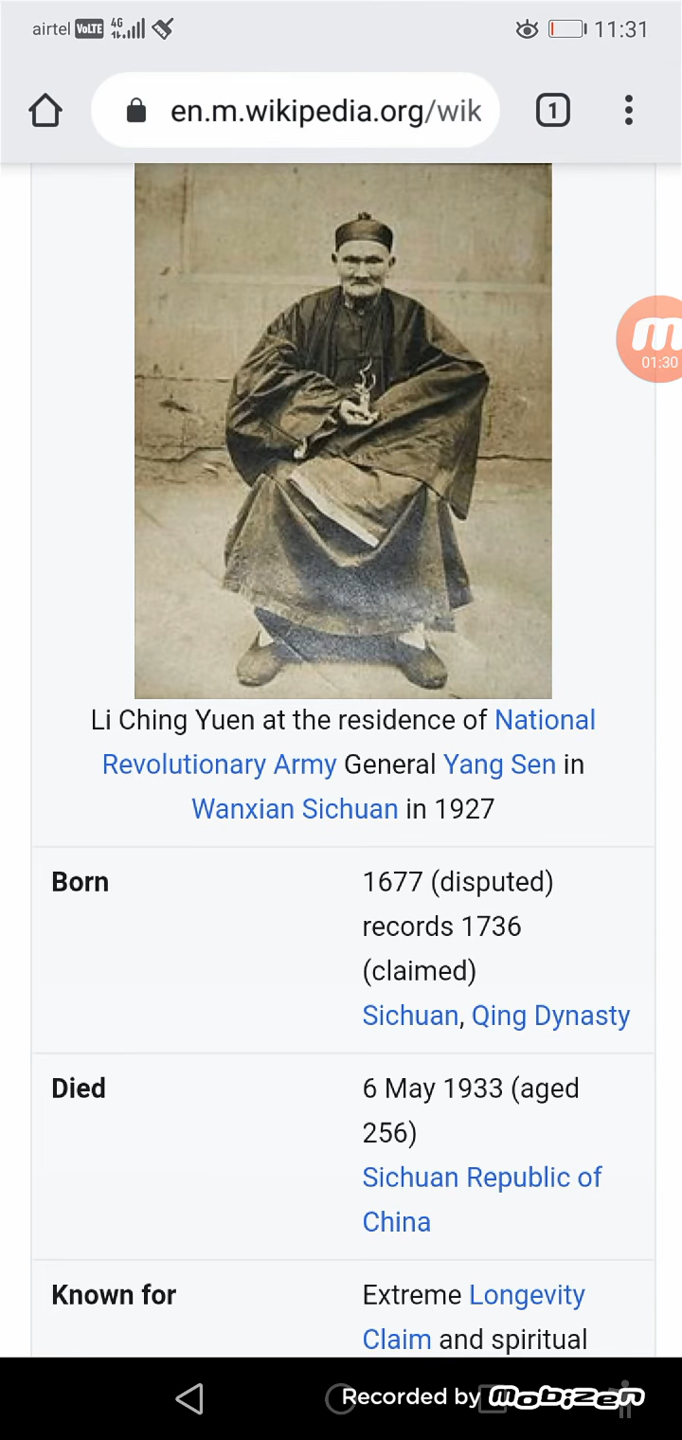 airtel VoLTE 4G 11:31
en.m.wikipedia.org/wik 1
01:30
Li Ching Yuen at the residence of National
Revolutionary Army General Yang Sen in
Wanxian Sichuan in 1927
Born 1677 (disputed)
records 1736
(claimed)
Sichuan, Qing Dynasty
Died 6 May 1933 (aged
256)
Sichuan Republic of
China
Known for Extreme Longevity
Claim and spiritual
Recorded by mobizen